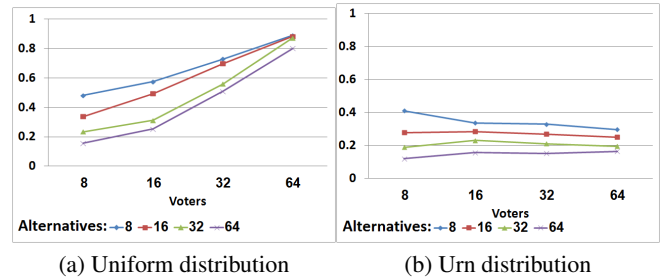 1
0.8
0.6
0.4
0.2
0
8 16 32 64
Voters
Alternatives: 8 16 32 64
(a) Uniform distribution
1
0.8
0.6
0.4
0.2
0
8 16 32 64
Voters
Alternatives: 8 16 32 64
(b) Urn distribution